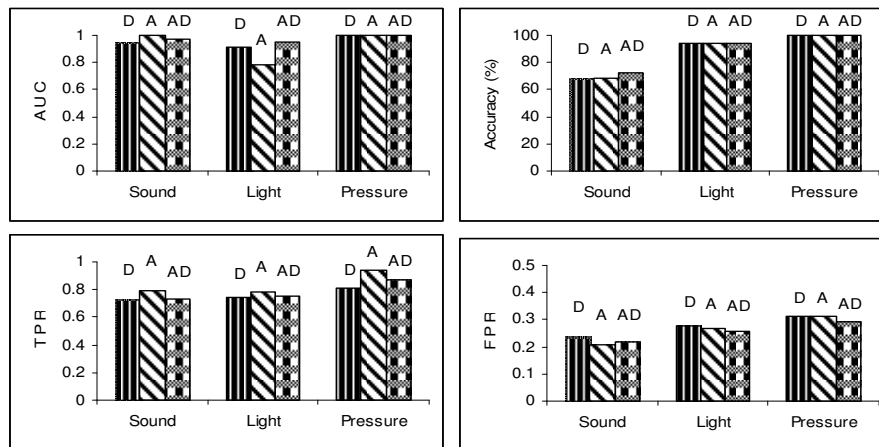 D A AD D A AD D A AD
AUC
1
0.8
0.6
0.4
0.2
0
Sound Light Pressure
D A AD D A AD D A AD
Accuracy (%)
100
80
60
40
20
0
Sound Light Pressure
D A AD D A AD D A AD
TPR
1
0.8
0.6
0.4
0.2
0
Sound Light Pressure
D A AD D A AD D A AD
FPR
0.5
0.4
0.3
0.2
0.1
0
Sound Light Pressure